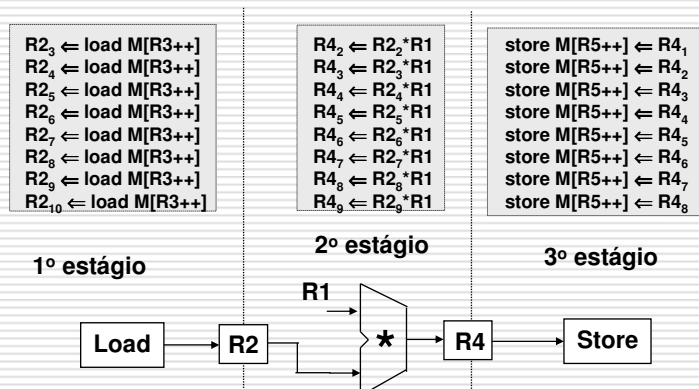 R2₃ ⇐ load M[R3++]
R2₄ ⇐ load M[R3++]
R2₅ ⇐ load M[R3++]
R2₆ ⇐ load M[R3++]
R2₇ ⇐ load M[R3++]
R2₈ ⇐ load M[R3++]
R2₉ ⇐ load M[R3++]
R2₁₀ ⇐ load M[R3++]
1º estágio
R4₂ ⇐ R2₂*R1
R4₃ ⇐ R2₃*R1
R4₄ ⇐ R2₄*R1
R4₅ ⇐ R2₅*R1
R4₆ ⇐ R2₆*R1
R4₇ ⇐ R2₇*R1
R4₈ ⇐ R2₈*R1
R4₉ ⇐ R2₉*R1
2º estágio
store M[R5++] ⇐ R4₁
store M[R5++] ⇐ R4₂
store M[R5++] ⇐ R4₃
store M[R5++] ⇐ R4₄
store M[R5++] ⇐ R4₅
store M[R5++] ⇐ R4₆
store M[R5++] ⇐ R4₇
store M[R5++] ⇐ R4₈
3º estágio
R1
Load
R2
*
R4
Store